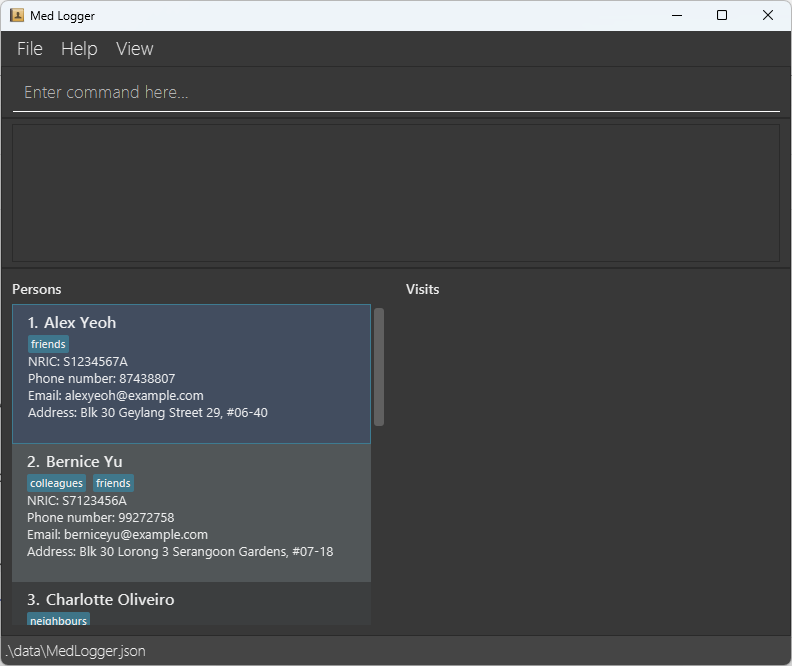 Med Logger
File Help View
Enter command here...
Persons
Visits
1. Alex Yeoh
friends
NRIC: S1234567A
Phone number: 87438807
Email: alexyeoh@example.com
Address: Blk 30 Geylang Street 29, #06-40
2. Bernice Yu
colleagues friends
NRIC: S7123456A
Phone number: 99272758
Email: berniceyu@example.com
Address: Blk 30 Lorong 3 Serangoon Gardens, #07-18
3. Charlotte Oliveiro
neighbours
.\data\MedLogger.json